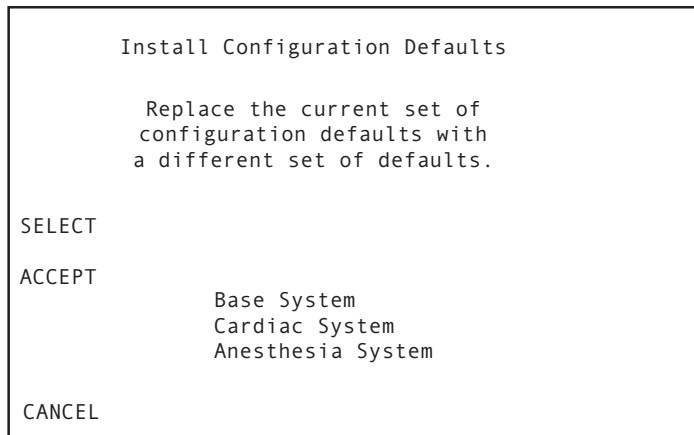 Install Configuration Defaults
Replace the current set of
configuration defaults with
a different set of defaults.
SELECT
ACCEPT
Base System
Cardiac System
Anesthesia System
CANCEL